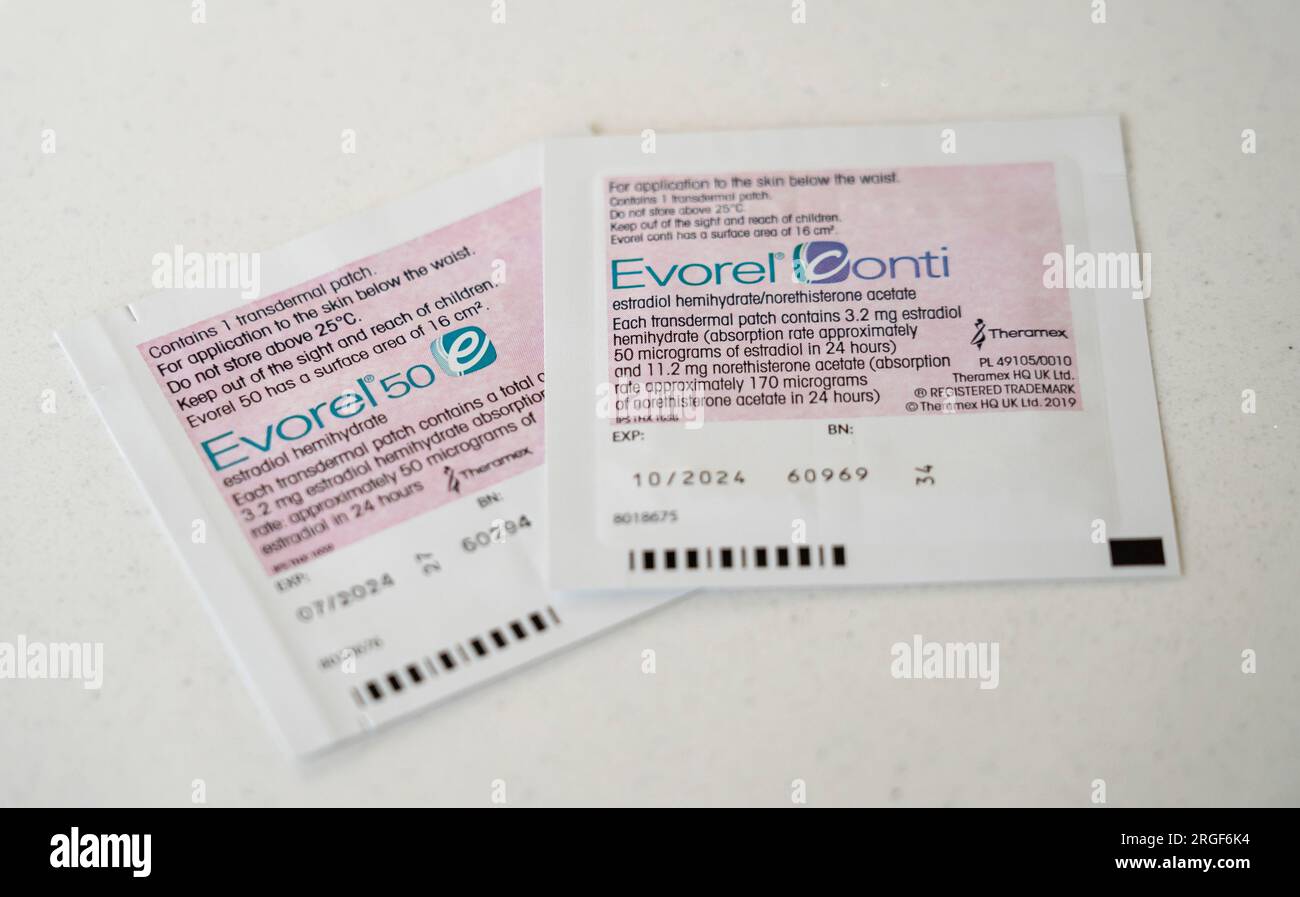 Contains 1 transdermal patch.
For application to the skin below the waist.
Do not store above 25°C.
Keep out of the sight and reach of children.
Evorel 50 has a surface area of 16 cm².
Evorel® 50 e
estradiol hemihydrate
Each transdermal patch contains a total
3.2 mg estradiol hemihydrate absorption
rate: approximately 50 micrograms of
estradiol in 24 hours
Theramex
EXP:
BN:
07/2024
27
60794
For application to the skin below the waist.
Contains 1 transdermal patch.
Do not store above 25°C.
Keep out of the sight and reach of children.
Evorel conti has a surface area of 16 cm².
Evorel® conti
estradiol hemihydrate/norethisterone acetate
Each transdermal patch contains 3.2 mg estradiol
hemihydrate (absorption rate approximately
50 micrograms of estradiol in 24 hours)
and 11.2 mg norethisterone acetate (absorption
rate approximately 170 micrograms
of norethisterone acetate in 24 hours)
Theramex
PL 49105/0010
Theramex HQ UK Ltd.
® REGISTERED TRADEMARK
© Theramex HQ UK Ltd. 2019
EXP:
BN:
10/2024
60969
34
8018675
alamy
Image ID: 2RGF6K4
www.alamy.com